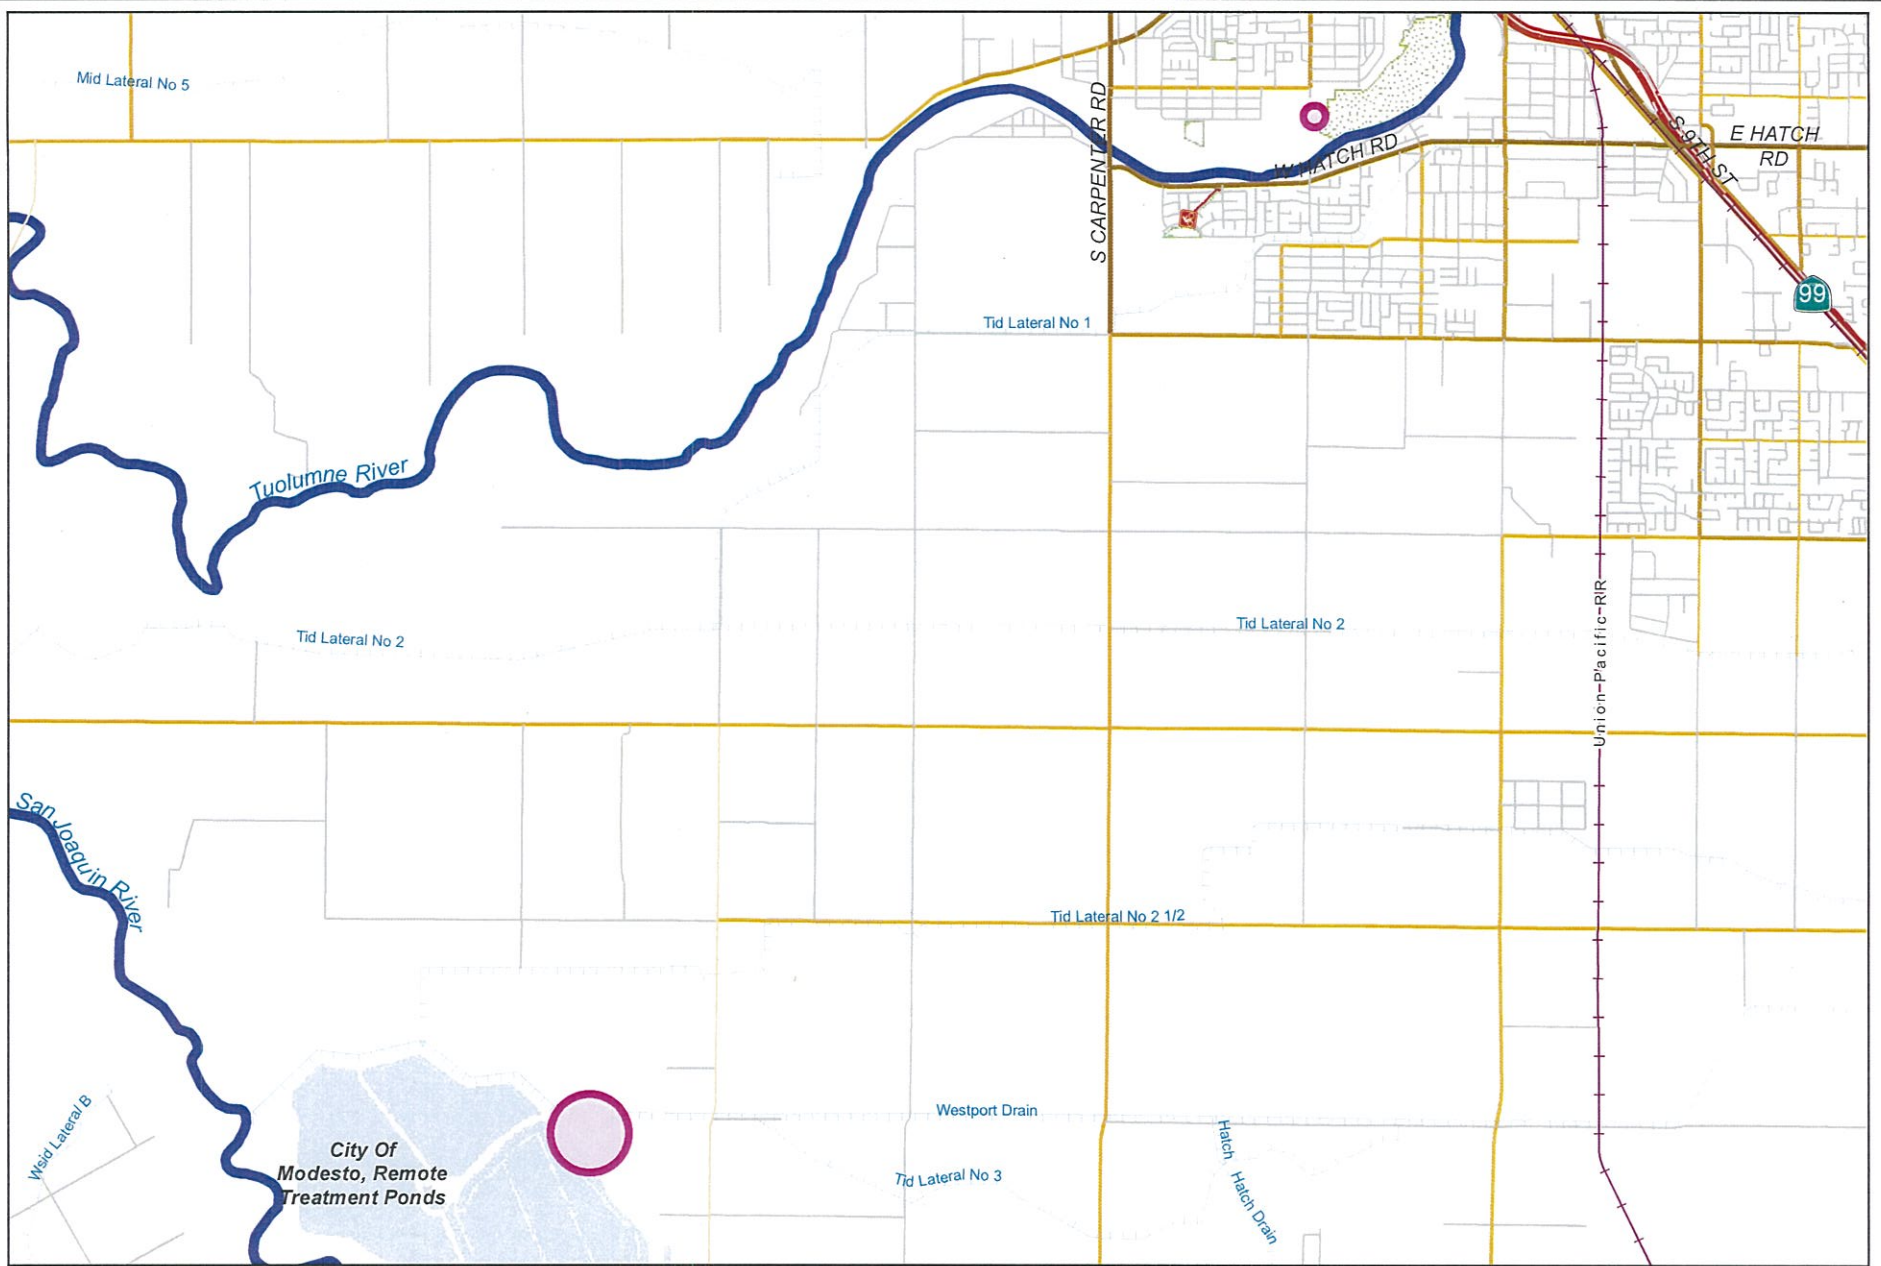 Mid Lateral No 5
S CARPENTER RD
W HATCH RD
S 9TH ST
E HATCH
RD
99
Tid Lateral No 1
Tuolumne River
Tid Lateral No 2
Tid Lateral No 2
Union Pacific RR
San Joaquin River
Tid Lateral No 2 1/2
Wsid Lateral B
City Of
Modesto, Remote
Treatment Ponds
Westport Drain
Tid Lateral No 3
Hatch
Hatch Drain